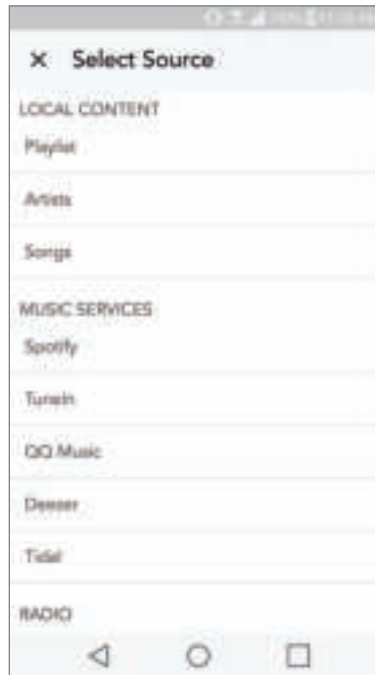 × Select Source
LOCAL CONTENT
Playlist
Artists
Songs
MUSIC SERVICES
Spotify
TuneIn
QQ Music
Deezer
Tidal
RADIO